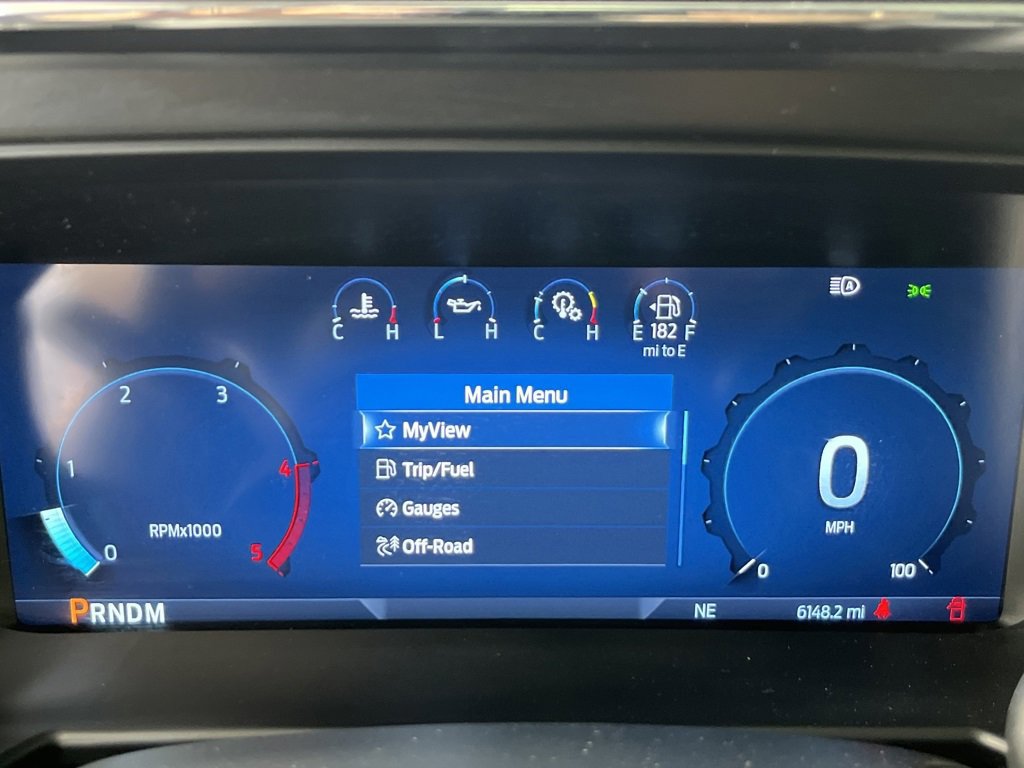 A
C H
L H
C H
E 182 F
mi to E
0 1 2 3 4 5
RPMx1000
Main Menu
MyView
Trip/Fuel
Gauges
Off-Road
0
MPH
0 100
PRNDM
NE
6148.2 mi